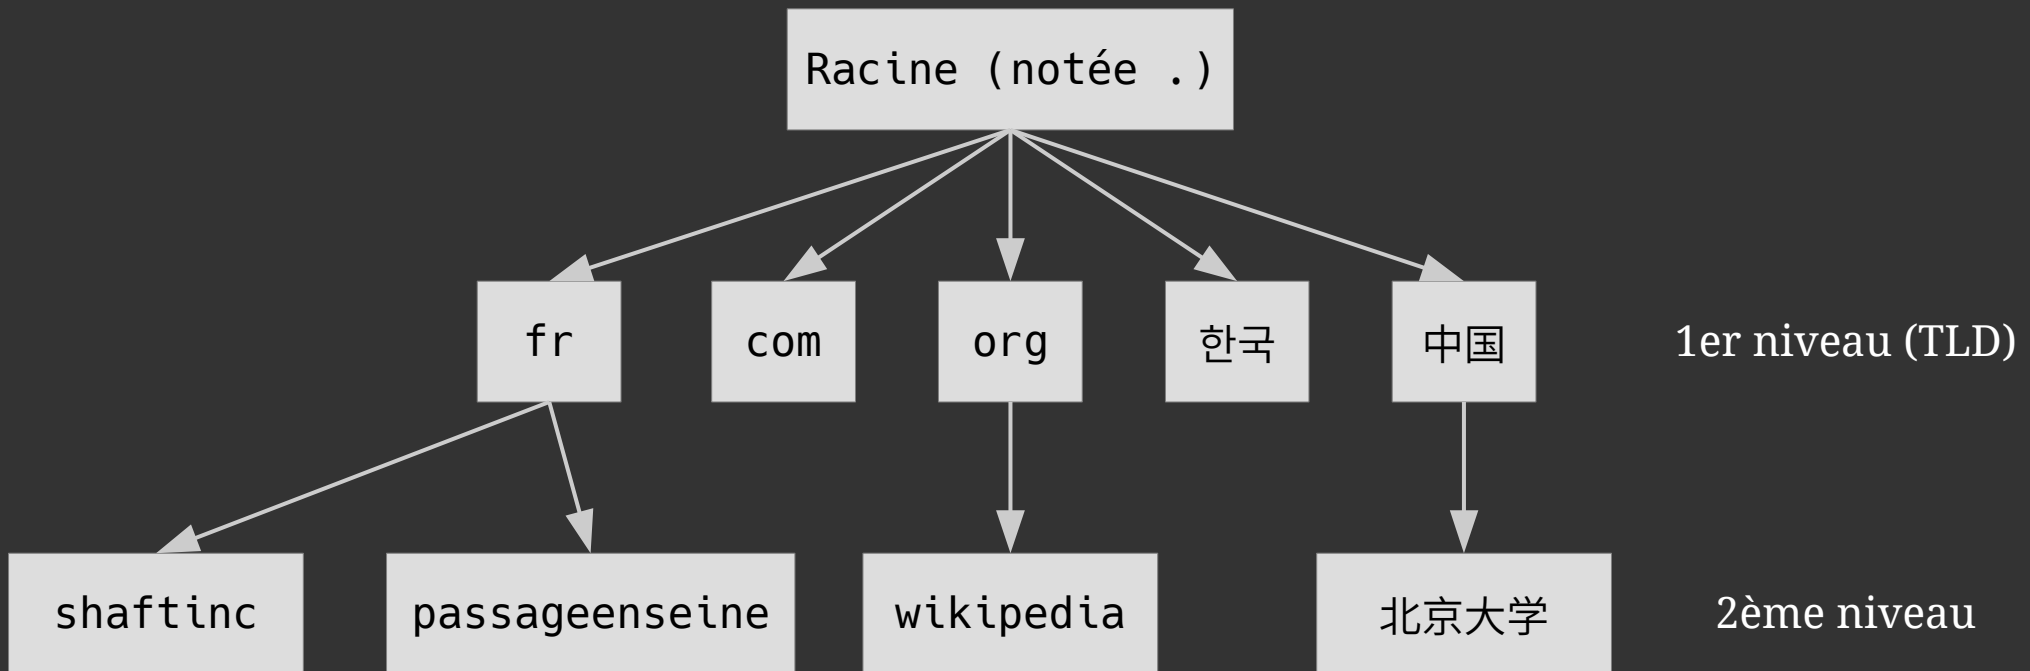 Racine (notée .)
fr
com
org
한국
中国
1er niveau (TLD)
shaftinc
passageenseine
wikipedia
北京大学
2ème niveau